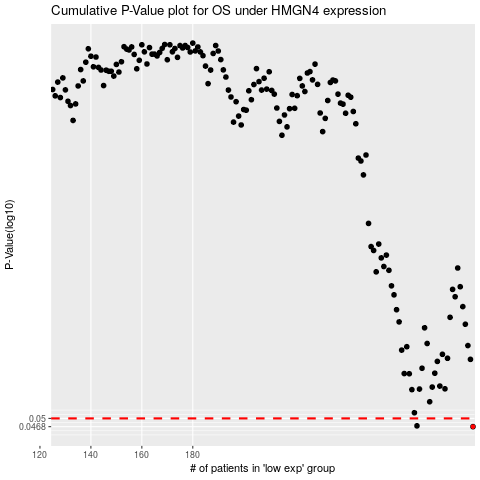 Cumulative P-Value plot for OS under HMGN4 expression
P-Value(log10)
0.05
0.0468
120 140 160 180
# of patients in 'low exp' group